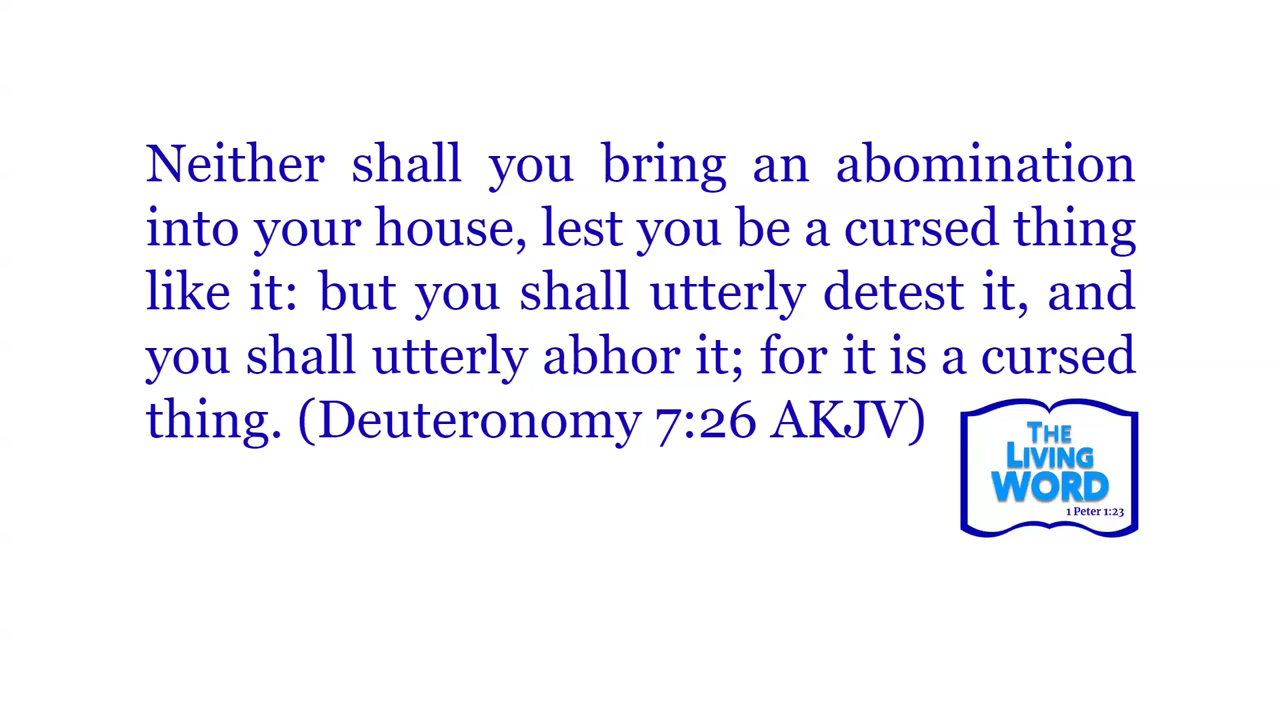 Neither shall you bring an abomination
into your house, lest you be a cursed thing
like it: but you shall utterly detest it, and
you shall utterly abhor it; for it is a cursed
thing. (Deuteronomy 7:26 AKJV)
THE
LIVING
WORD
1 Peter 1:23